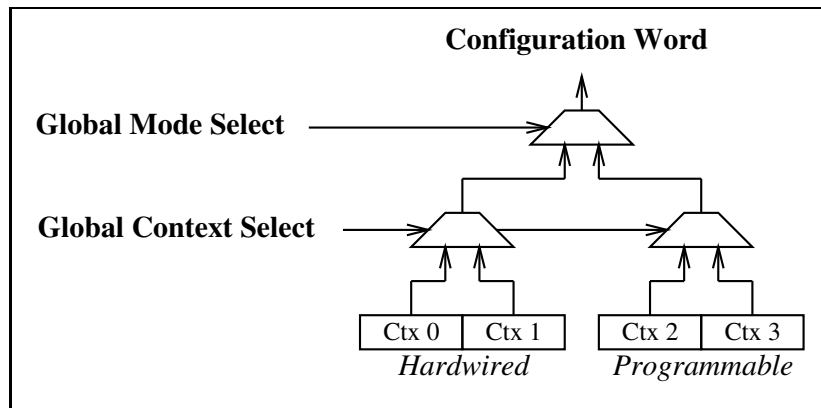 Configuration Word
Global Mode Select
Global Context Select
Ctx 0 Ctx 1 Ctx 2 Ctx 3
Hardwired Programmable